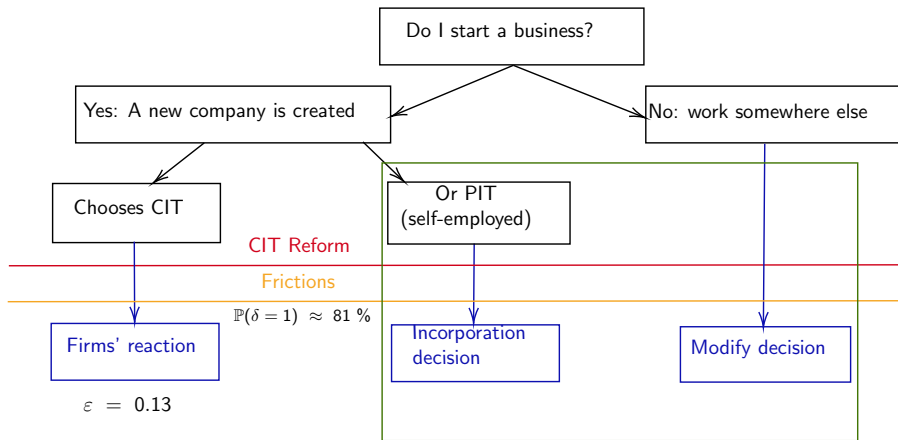 Do I start a business?
Yes: A new company is created
No: work somewhere else
Chooses CIT
Or PIT
(self-employed)
CIT Reform
Frictions
ℙ(δ = 1) ≈ 81 %
Firms' reaction
Incorporation
decision
Modify decision
ε = 0.13